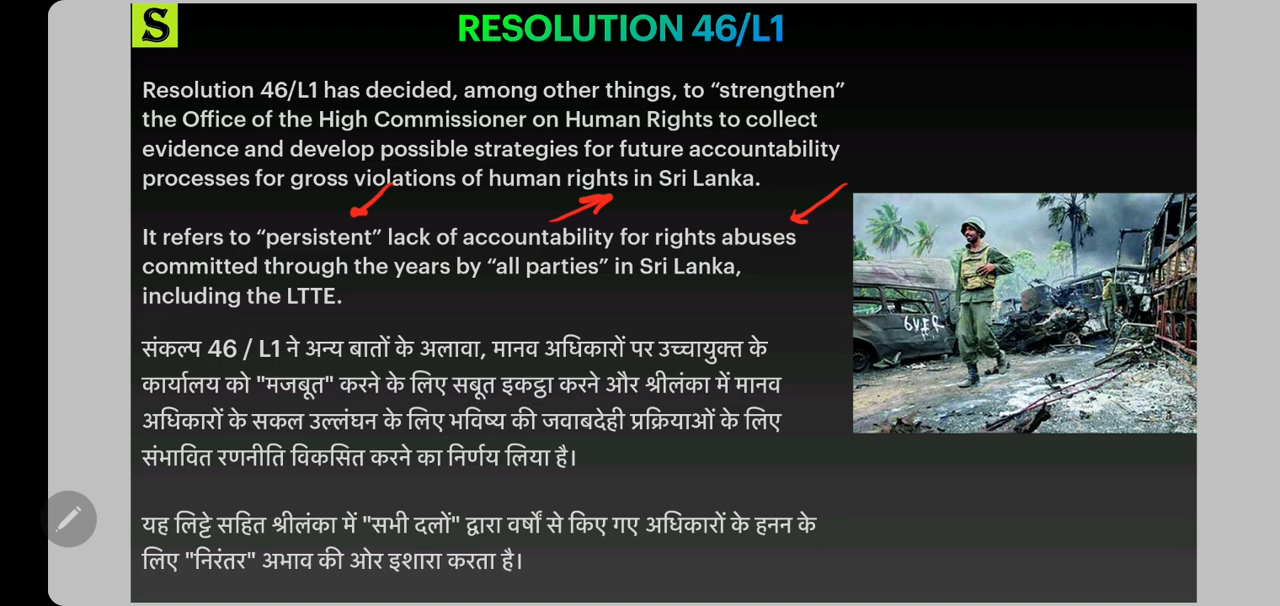 S
RESOLUTION 46/L1
Resolution 46/L1 has decided, among other things, to “strengthen”
the Office of the High Commissioner on Human Rights to collect
evidence and develop possible strategies for future accountability
processes for gross violations of human rights in Sri Lanka.
It refers to “persistent” lack of accountability for rights abuses
committed through the years by “all parties” in Sri Lanka,
including the LTTE.
संकल्प 46 / L1 ने अन्य बातों के अलावा, मानव अधिकारों पर उच्चायुक्त के
कार्यालय को "मजबूत" करने के लिए सबूत इकट्ठा करने और श्रीलंका में मानव
अधिकारों के सकल उल्लंघन के लिए भविष्य की जवाबदेही प्रक्रियाओं के लिए
संभावित रणनीति विकसित करने का निर्णय लिया है।
यह लिट्टे सहित श्रीलंका में "सभी दलों" द्वारा वर्षों से किए गए अधिकारों के हनन के
लिए "निरंतर" अभाव की ओर इशारा करता है।